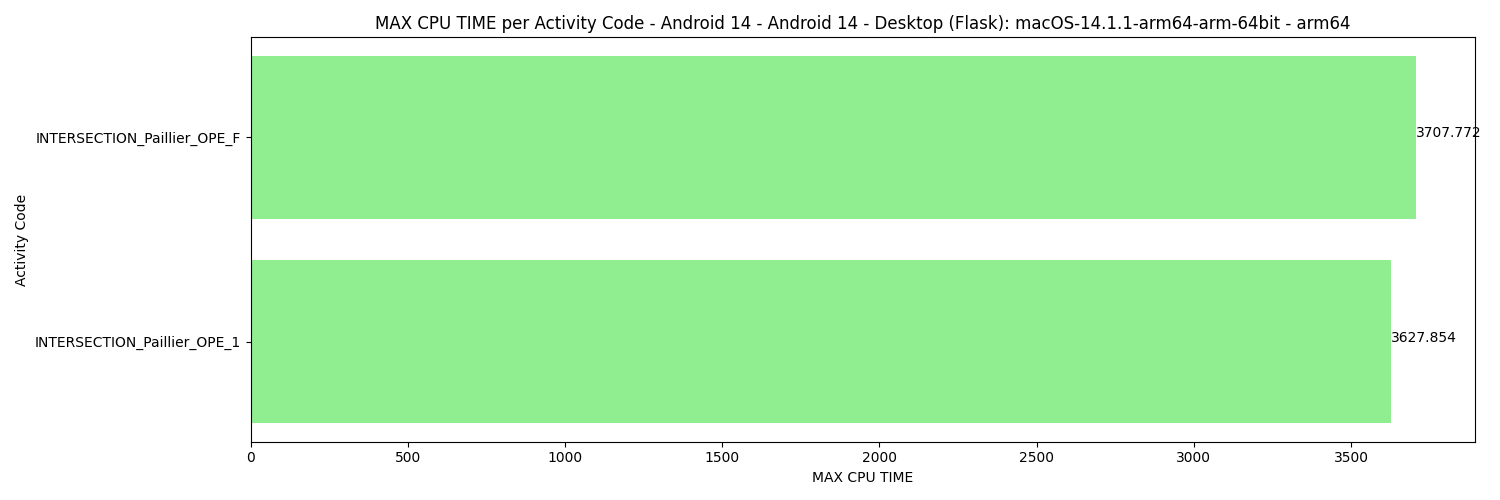 MAX CPU TIME per Activity Code - Android 14 - Android 14 - Desktop (Flask): macOS-14.1.1-arm64-arm-64bit - arm64
INTERSECTION_Paillier_OPE_F
3707.772
Activity Code
INTERSECTION_Paillier_OPE_1
3627.854
0 500 1000 1500 2000 2500 3000 3500
MAX CPU TIME